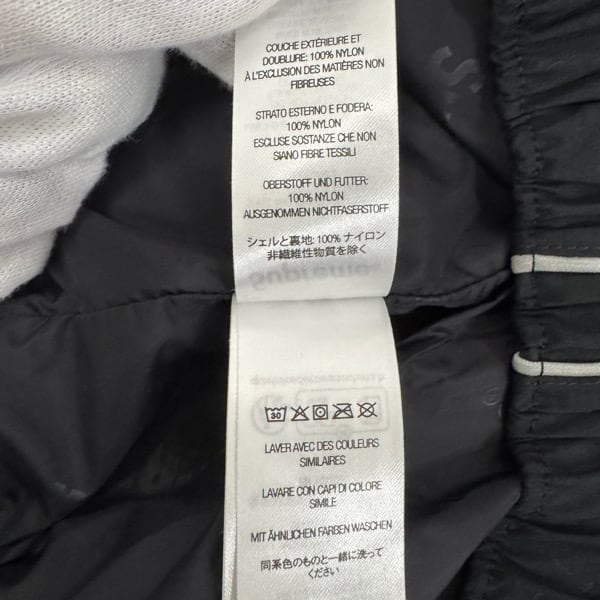 COUCHE EXTÉRIEURE ET
DOUBLURE: 100% NYLON
À L'EXCLUSION DES MATIÈRES NON
FIBREUSES
STRATO ESTERNO E FODERA:
100% NYLON
ESCLUSE SOSTANZE CHE NON
SIANO FIBRE TESSILI
OBERSTOFF UND FUTTER:
100% NYLON
AUSGENOMMEN NICHTFASERSTOFF
シェルと裏地: 100% ナイロン
非繊維性物質を除く
Supreme
30
LAVER AVEC DES COULEURS
SIMILAIRES
LAVARE CON CAPI DI COLORE
SIMILE
MIT ÄHNLICHEN FARBEN WASCHEN
同系色のものと一緒に洗って
ください